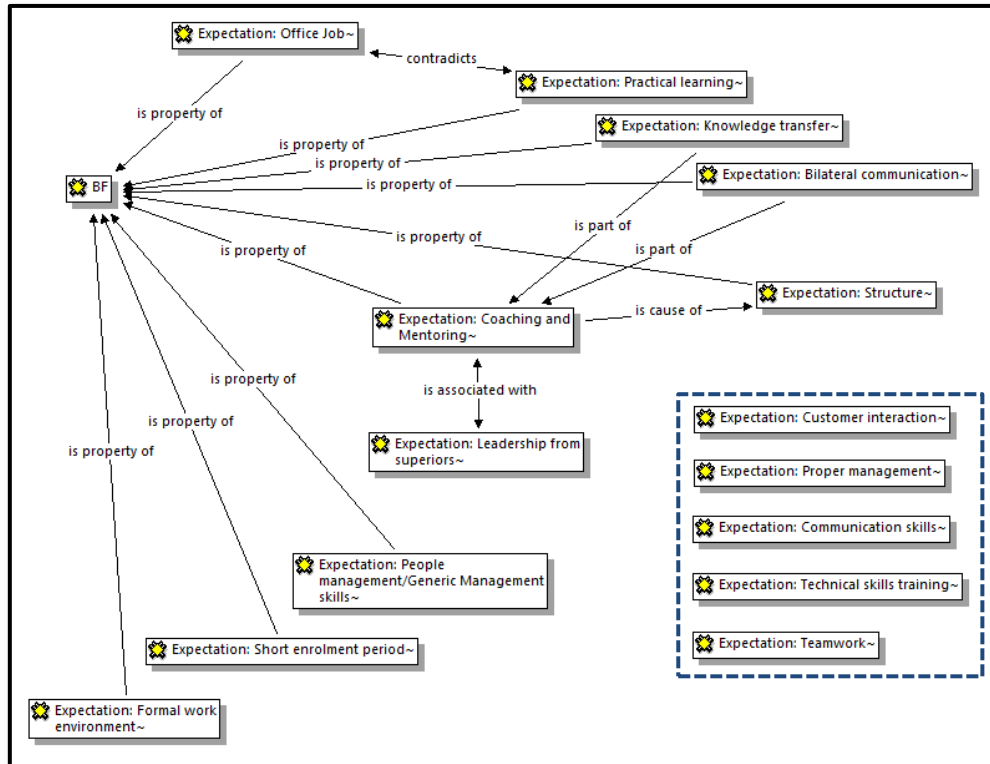 Expectation: Office Job~
contradicts
Expectation: Practical learning~
is property of
Expectation: Knowledge transfer~
is property of
is property of
BF
is property of
Expectation: Bilateral communication~
is part of
is property of
is property of
is part of
Expectation: Structure~
is cause of
Expectation: Coaching and
Mentoring~
is property of
is associated with
is property of
Expectation: Customer interaction~
Expectation: Leadership from
superiors~
is property of
Expectation: Proper management~
Expectation: Communication skills~
Expectation: People
management/Generic Management
skills~
Expectation: Technical skills training~
Expectation: Short enrolment period~
Expectation: Teamwork~
Expectation: Formal work
environment~